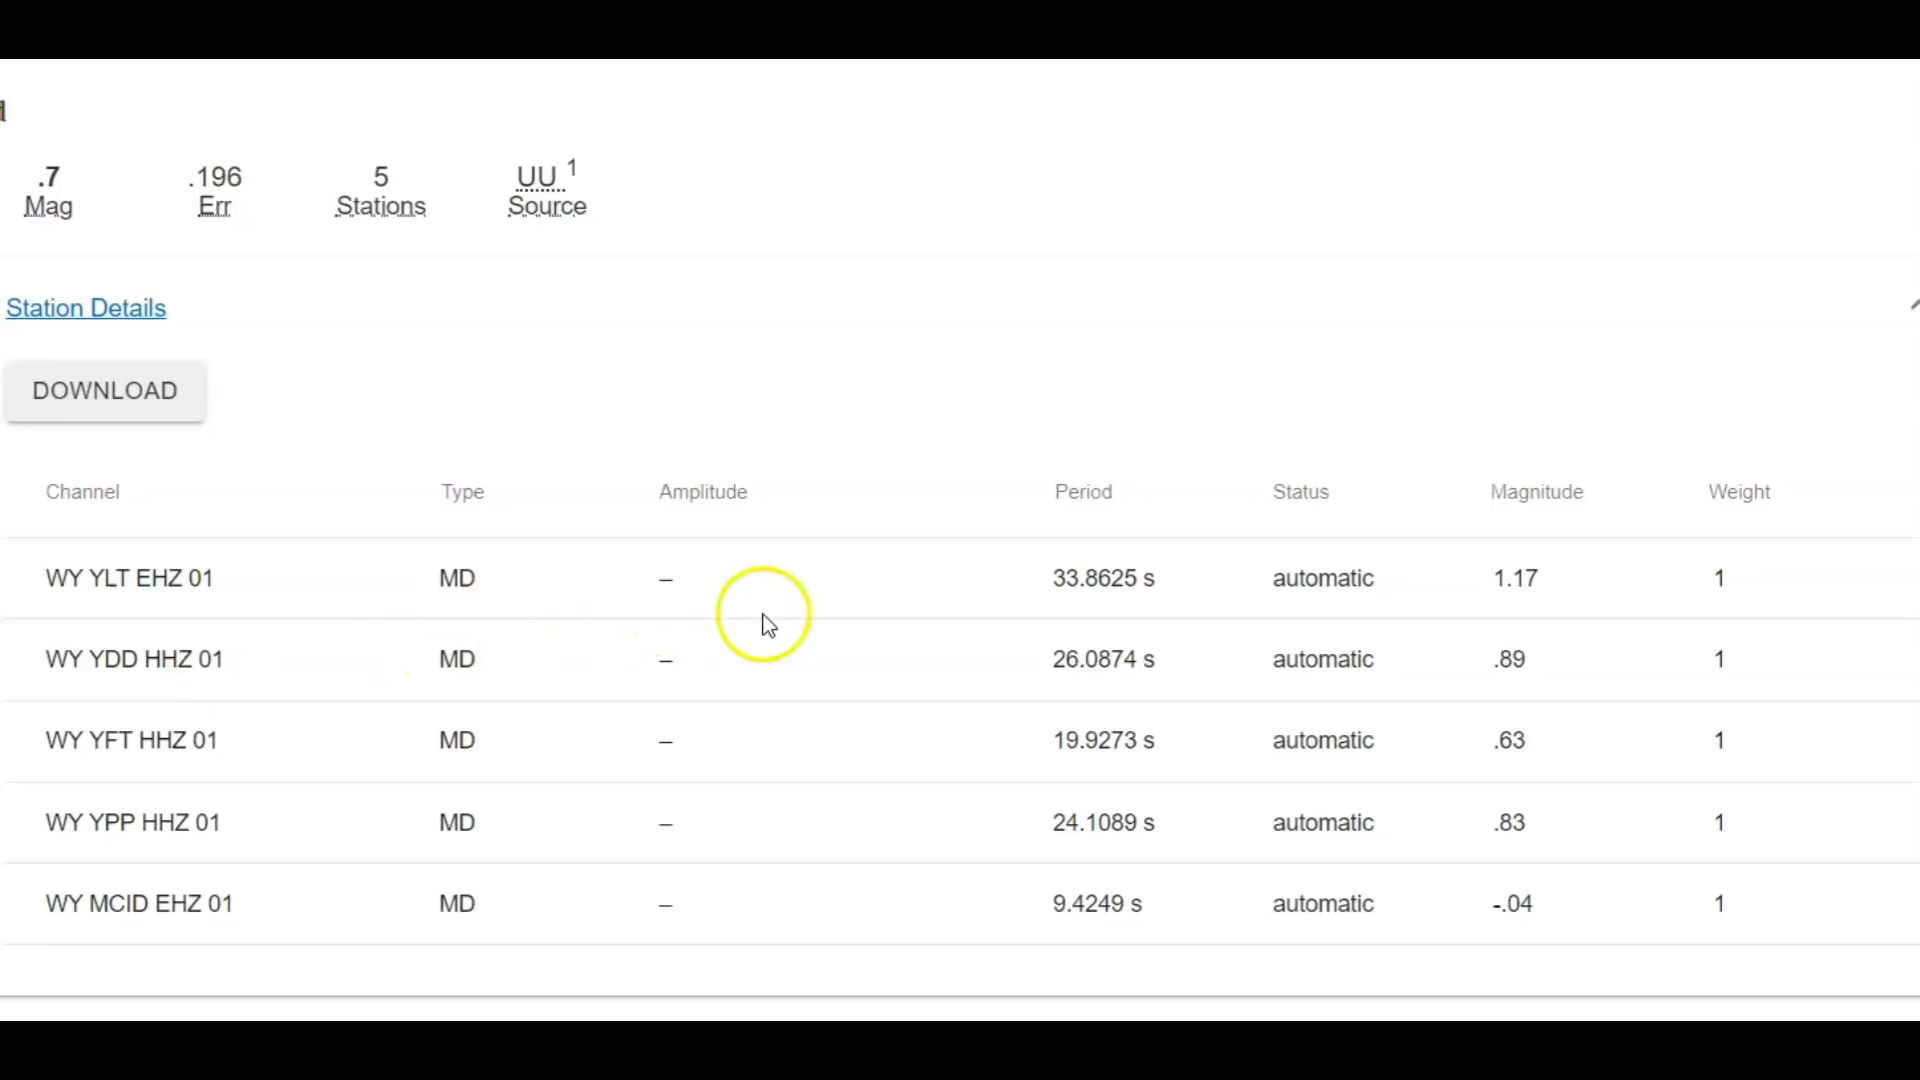 .7 .196 5 UU 1
Mag Err Stations Source
Station Details
DOWNLOAD
Channel Type Amplitude Period Status Magnitude Weight
WY YLT EHZ 01 MD – 33.8625 s automatic 1.17 1
WY YDD HHZ 01 MD – 26.0874 s automatic .89 1
WY YFT HHZ 01 MD – 19.9273 s automatic .63 1
WY YPP HHZ 01 MD – 24.1089 s automatic .83 1
WY MCID EHZ 01 MD – 9.4249 s automatic -.04 1